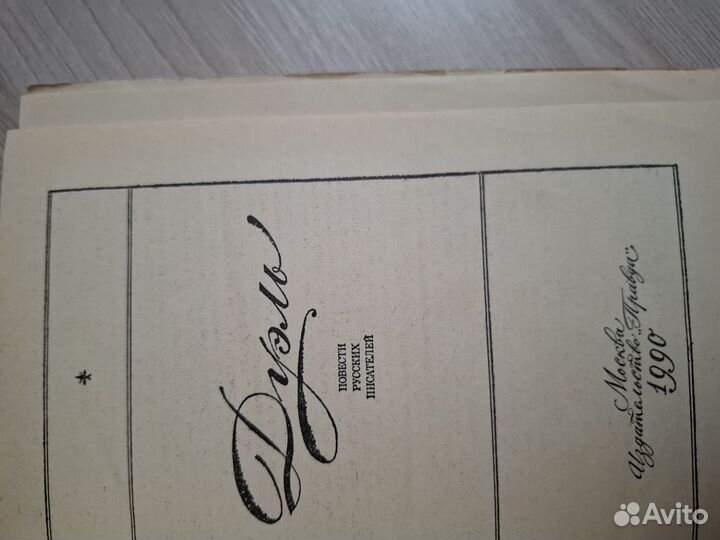 *
Дуэль
ПОВЕСТИ
РУССКИХ
ПИСАТЕЛЕЙ
Москва
Издательство „Правда“
1990
Avito